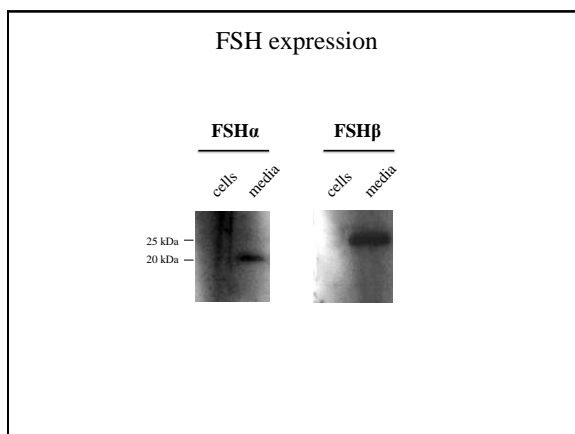 FSH expression
FSHα FSHβ
cells media cells media
25 kDa
20 kDa